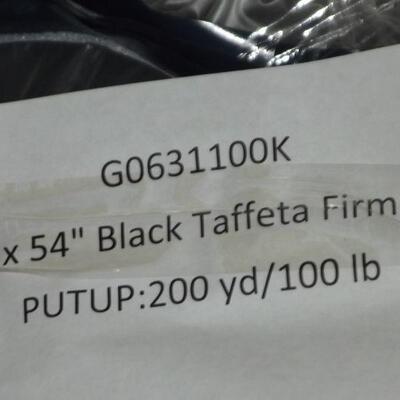 G0631100K
x 54" Black Taffeta Firm
PUTUP:200 yd/100 lb